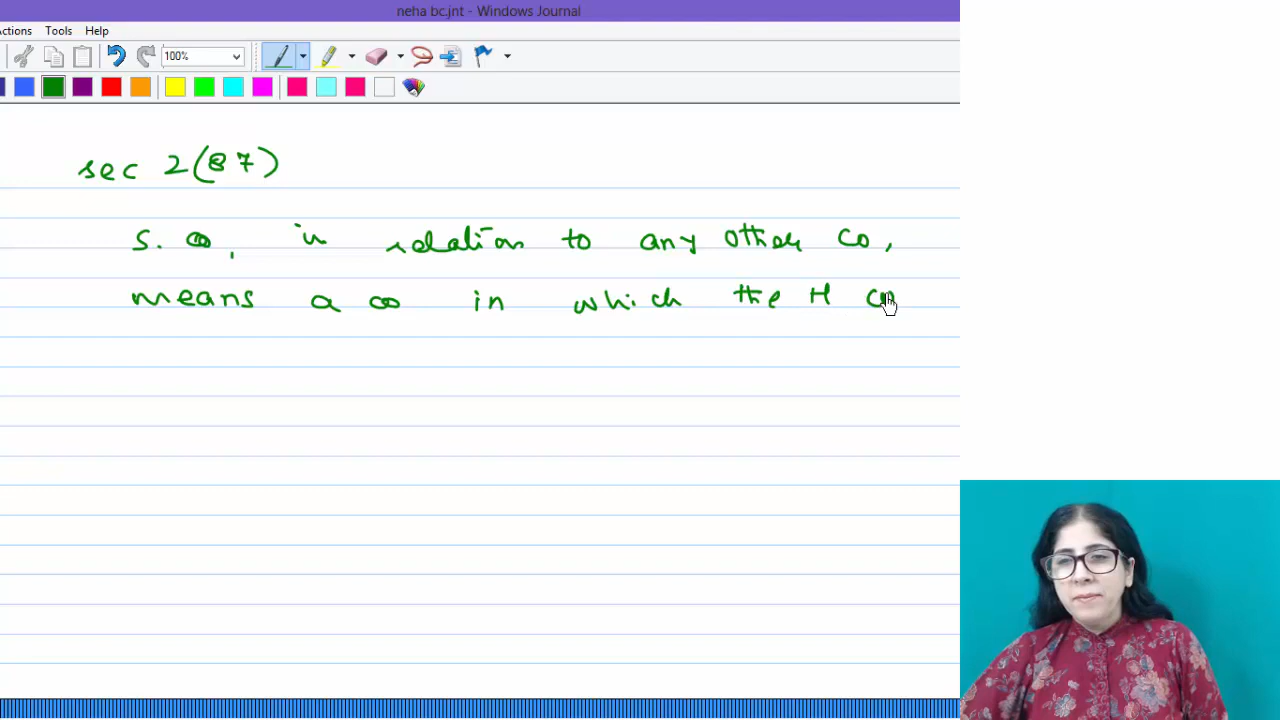 neha bc.jnt - Windows Journal
Actions Tools Help
100%
sec 2(87)
s. co, in relation to any other co,
means a co in which the H co